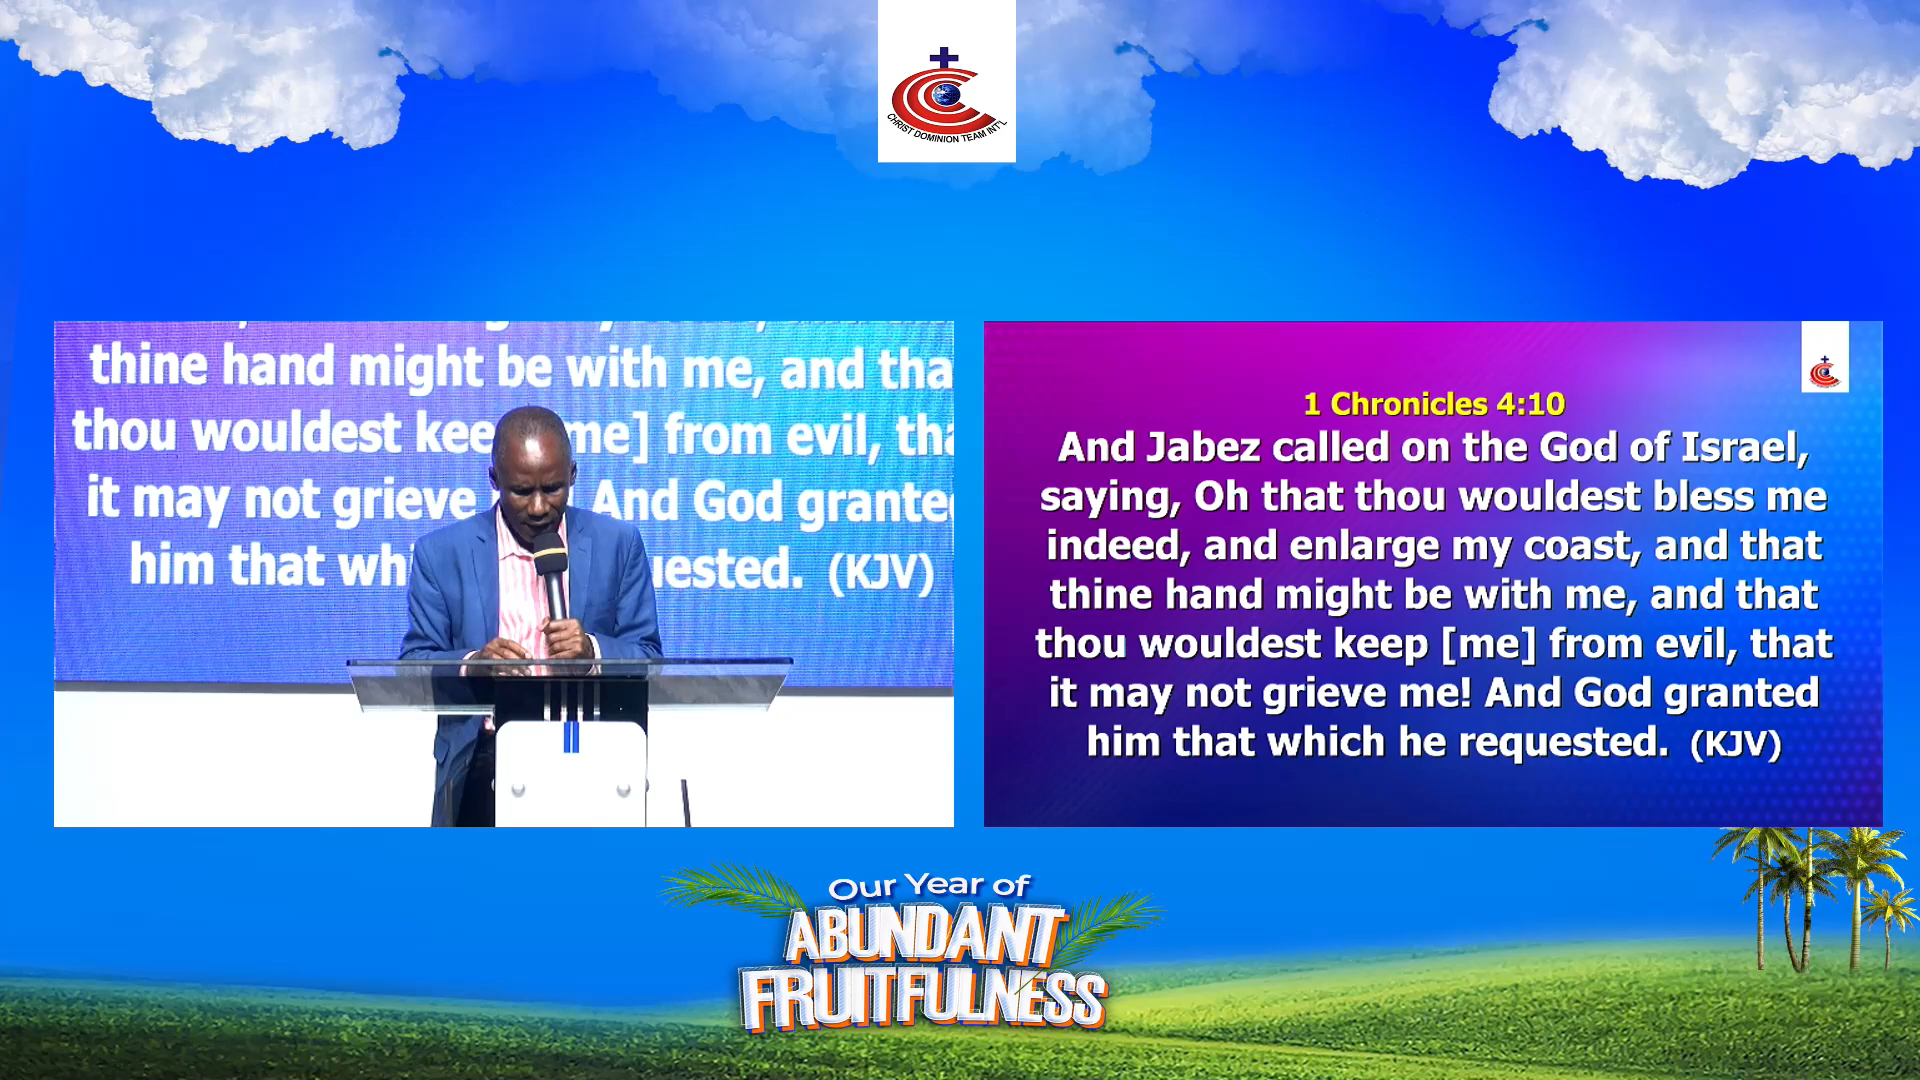 CHRIST DOMINION TEAM INT'L
thine hand might be with me, and tha
thou wouldest kee me] from evil, tha
it may not grieve And God grante
him that whi uested. (KJV)
1 Chronicles 4:10
And Jabez called on the God of Israel,
saying, Oh that thou wouldest bless me
indeed, and enlarge my coast, and that
thine hand might be with me, and that
thou wouldest keep [me] from evil, that
it may not grieve me! And God granted
him that which he requested. (KJV)
Our Year of
ABUNDANT
FRUITFULNESS